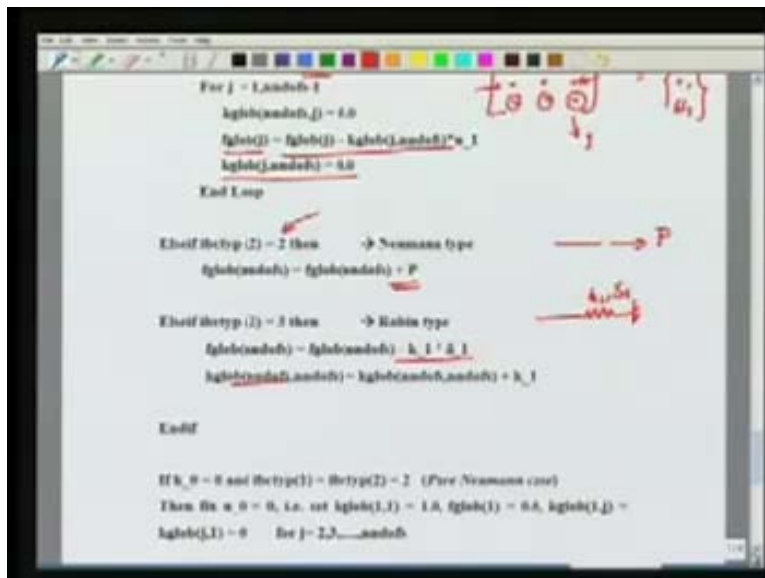 For j = 1,nndofs-1
kglob(nndofs,j) = 0.0
fglob(j) = fglob(j) - kglob(j,nndofs)*u_l
kglob(j,nndofs) = 0.0
End Loop
Elseif ibctyp (2) = 2 then → Neumann type
P
fglob(nndofs) = fglob(nndofs) + P
Elseif ibctyp (2) = 3 then → Robin type
fglob(nndofs) = fglob(nndofs) - k_l * δ_l
kglob(nndofs,nndofs) = kglob(nndofs,nndofs) + k_l
Endif
If k_0 = 0 and ibctyp(1) = ibctyp(2) = 2 (Pure Neumann case)
Then fix u_0 = 0, i.e. set kglob(1,1) = 1.0, fglob(1) = 0.0, kglob(1,j) =
kglob(j,1) = 0 for j= 2,3,...,nndofs